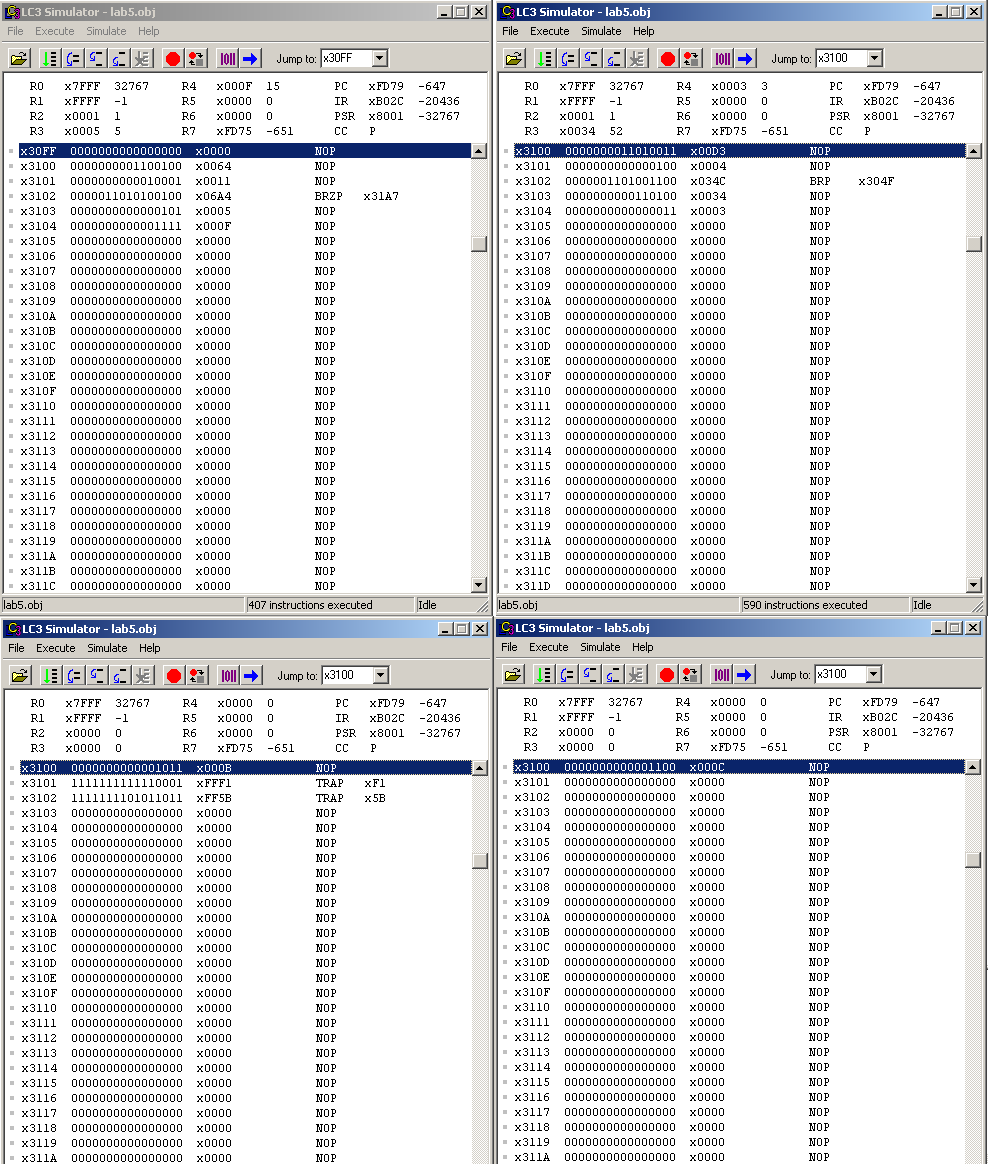 LC3 Simulator - lab5.obj
File Execute Simulate Help
Jump to: x30FF
R0 x7FFF 32767 R4 x000F 15 PC xFD79 -647
R1 xFFFF -1 R5 x0000 0 IR xB02C -20436
R2 x0001 1 R6 x0000 0 PSR x8001 -32767
R3 x0005 5 R7 xFD75 -651 CC P
x30FF 0000000000000000 x0000 NOP
x3100 0000000001100100 x0064 NOP
x3101 0000000000010001 x0011 NOP
x3102 0000011010100100 x06A4 BRZP x31A7
x3103 0000000000000101 x0005 NOP
x3104 0000000000001111 x000F NOP
x3105 0000000000000000 x0000 NOP
x3106 0000000000000000 x0000 NOP
x3107 0000000000000000 x0000 NOP
x3108 0000000000000000 x0000 NOP
x3109 0000000000000000 x0000 NOP
x310A 0000000000000000 x0000 NOP
x310B 0000000000000000 x0000 NOP
x310C 0000000000000000 x0000 NOP
x310D 0000000000000000 x0000 NOP
x310E 0000000000000000 x0000 NOP
x310F 0000000000000000 x0000 NOP
x3110 0000000000000000 x0000 NOP
x3111 0000000000000000 x0000 NOP
x3112 0000000000000000 x0000 NOP
x3113 0000000000000000 x0000 NOP
x3114 0000000000000000 x0000 NOP
x3115 0000000000000000 x0000 NOP
x3116 0000000000000000 x0000 NOP
x3117 0000000000000000 x0000 NOP
x3118 0000000000000000 x0000 NOP
x3119 0000000000000000 x0000 NOP
x311A 0000000000000000 x0000 NOP
x311B 0000000000000000 x0000 NOP
x311C 0000000000000000 x0000 NOP
lab5.obj 407 instructions executed Idle
LC3 Simulator - lab5.obj
File Execute Simulate Help
Jump to: x3100
R0 x7FFF 32767 R4 x0003 3 PC xFD79 -647
R1 xFFFF -1 R5 x0000 0 IR xB02C -20436
R2 x0001 1 R6 x0000 0 PSR x8001 -32767
R3 x0034 52 R7 xFD75 -651 CC P
x3100 0000000011010011 x00D3 NOP
x3101 0000000000000100 x0004 NOP
x3102 0000001101001100 x034C BRP x304F
x3103 0000000000110100 x0034 NOP
x3104 0000000000000011 x0003 NOP
x3105 0000000000000000 x0000 NOP
x3106 0000000000000000 x0000 NOP
x3107 0000000000000000 x0000 NOP
x3108 0000000000000000 x0000 NOP
x3109 0000000000000000 x0000 NOP
x310A 0000000000000000 x0000 NOP
x310B 0000000000000000 x0000 NOP
x310C 0000000000000000 x0000 NOP
x310D 0000000000000000 x0000 NOP
x310E 0000000000000000 x0000 NOP
x310F 0000000000000000 x0000 NOP
x3110 0000000000000000 x0000 NOP
x3111 0000000000000000 x0000 NOP
x3112 0000000000000000 x0000 NOP
x3113 0000000000000000 x0000 NOP
x3114 0000000000000000 x0000 NOP
x3115 0000000000000000 x0000 NOP
x3116 0000000000000000 x0000 NOP
x3117 0000000000000000 x0000 NOP
x3118 0000000000000000 x0000 NOP
x3119 0000000000000000 x0000 NOP
x311A 0000000000000000 x0000 NOP
x311B 0000000000000000 x0000 NOP
x311C 0000000000000000 x0000 NOP
x311D 0000000000000000 x0000 NOP
lab5.obj 590 instructions executed Idle
LC3 Simulator - lab5.obj
File Execute Simulate Help
Jump to: x3100
R0 x7FFF 32767 R4 x0000 0 PC xFD79 -647
R1 xFFFF -1 R5 x0000 0 IR xB02C -20436
R2 x0000 0 R6 x0000 0 PSR x8001 -32767
R3 x0000 0 R7 xFD75 -651 CC P
x3100 0000000000001011 x000B NOP
x3101 1111111111110001 xFFF1 TRAP xF1
x3102 1111111101011011 xFF5B TRAP x5B
x3103 0000000000000000 x0000 NOP
x3104 0000000000000000 x0000 NOP
x3105 0000000000000000 x0000 NOP
x3106 0000000000000000 x0000 NOP
x3107 0000000000000000 x0000 NOP
x3108 0000000000000000 x0000 NOP
x3109 0000000000000000 x0000 NOP
x310A 0000000000000000 x0000 NOP
x310B 0000000000000000 x0000 NOP
x310C 0000000000000000 x0000 NOP
x310D 0000000000000000 x0000 NOP
x310E 0000000000000000 x0000 NOP
x310F 0000000000000000 x0000 NOP
x3110 0000000000000000 x0000 NOP
x3111 0000000000000000 x0000 NOP
x3112 0000000000000000 x0000 NOP
x3113 0000000000000000 x0000 NOP
x3114 0000000000000000 x0000 NOP
x3115 0000000000000000 x0000 NOP
x3116 0000000000000000 x0000 NOP
x3117 0000000000000000 x0000 NOP
x3118 0000000000000000 x0000 NOP
x3119 0000000000000000 x0000 NOP
x311A 0000000000000000 x0000 NOP
LC3 Simulator - lab5.obj
File Execute Simulate Help
Jump to: x3100
R0 x7FFF 32767 R4 x0000 0 PC xFD79 -647
R1 xFFFF -1 R5 x0000 0 IR xB02C -20436
R2 x0000 0 R6 x0000 0 PSR x8001 -32767
R3 x0000 0 R7 xFD75 -651 CC P
x3100 0000000000001100 x000C NOP
x3101 0000000000000000 x0000 NOP
x3102 0000000000000000 x0000 NOP
x3103 0000000000000000 x0000 NOP
x3104 0000000000000000 x0000 NOP
x3105 0000000000000000 x0000 NOP
x3106 0000000000000000 x0000 NOP
x3107 0000000000000000 x0000 NOP
x3108 0000000000000000 x0000 NOP
x3109 0000000000000000 x0000 NOP
x310A 0000000000000000 x0000 NOP
x310B 0000000000000000 x0000 NOP
x310C 0000000000000000 x0000 NOP
x310D 0000000000000000 x0000 NOP
x310E 0000000000000000 x0000 NOP
x310F 0000000000000000 x0000 NOP
x3110 0000000000000000 x0000 NOP
x3111 0000000000000000 x0000 NOP
x3112 0000000000000000 x0000 NOP
x3113 0000000000000000 x0000 NOP
x3114 0000000000000000 x0000 NOP
x3115 0000000000000000 x0000 NOP
x3116 0000000000000000 x0000 NOP
x3117 0000000000000000 x0000 NOP
x3118 0000000000000000 x0000 NOP
x3119 0000000000000000 x0000 NOP
x311A 0000000000000000 x0000 NOP